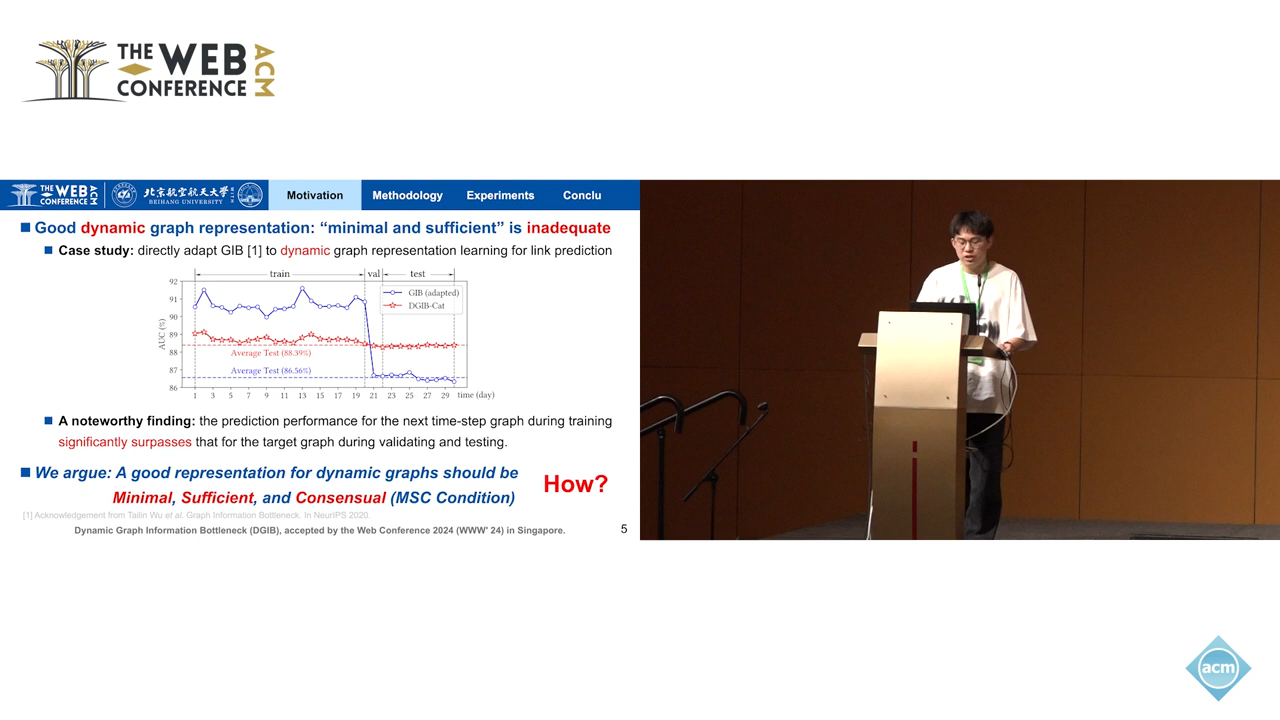 THE WEB CONFERENCE ACM
THE WEB CONFERENCE ACM
北京航空航天大學
BEIHANG UNIVERSITY
Motivation Methodology Experiments Conclu
Good dynamic graph representation: “minimal and sufficient” is inadequate
Case study: directly adapt GIB [1] to dynamic graph representation learning for link prediction
train val test
92
91
90
89
88
87
86
AUC (%)
GIB (adapted)
DGIB-Cat
Average Test (88.39%)
Average Test (86.56%)
1 3 5 7 9 11 13 15 17 19 21 23 25 27 29 time (day)
A noteworthy finding: the prediction performance for the next time-step graph during training
significantly surpasses that for the target graph during validating and testing.
We argue: A good representation for dynamic graphs should be
Minimal, Sufficient, and Consensual (MSC Condition)
How?
[1] Acknowledgement from Tailin Wu et al. Graph Information Bottleneck. In NeurIPS 2020.
Dynamic Graph Information Bottleneck (DGIB), accepted by the Web Conference 2024 (WWW' 24) in Singapore.
5
acm